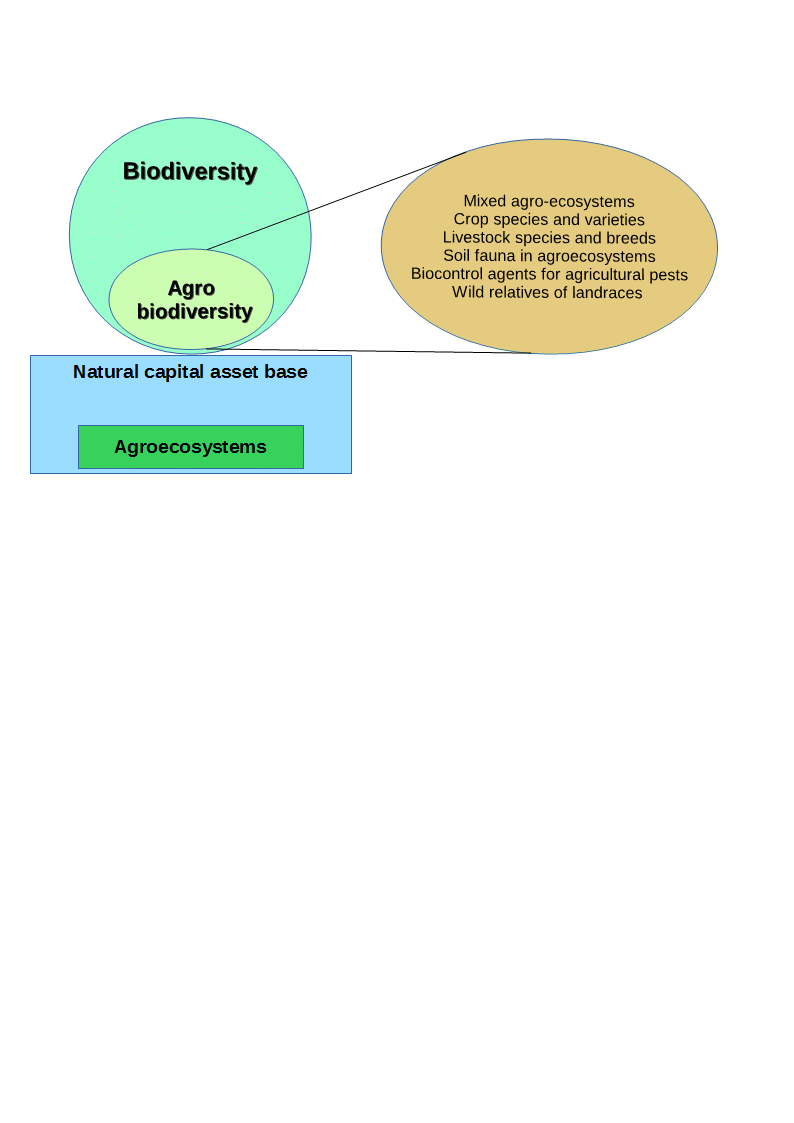 Biodiversity
Agro
biodiversity
Natural capital asset base
Agroecosystems
Mixed agro-ecosystems
Crop species and varieties
Livestock species and breeds
Soil fauna in agroecosystems
Biocontrol agents for agricultural pests
Wild relatives of landraces